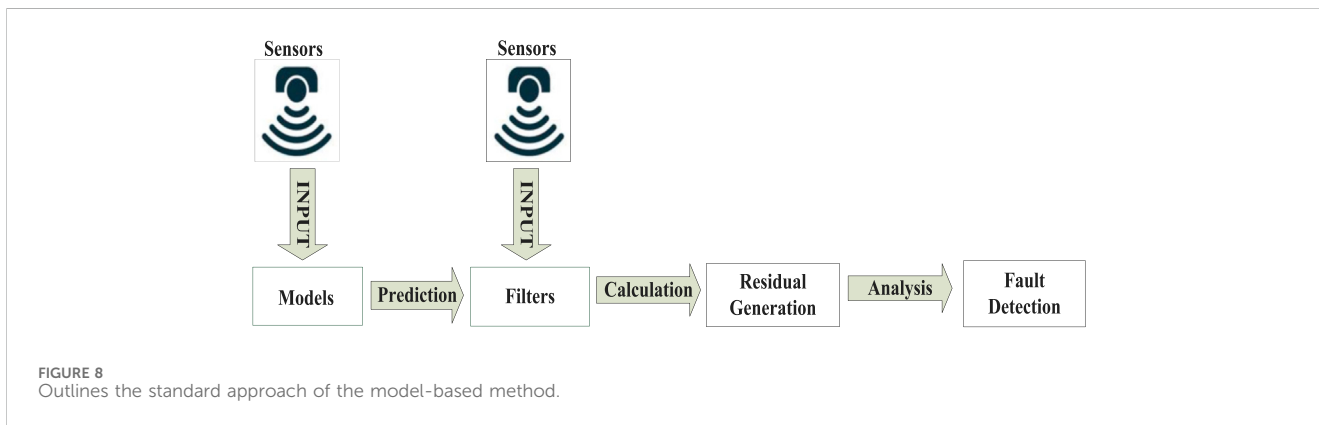 Sensors
Sensors
INPUT
INPUT
Models
Prediction
Filters
Calculation
Residual
Generation
Analysis
Fault
Detection
FIGURE 8
Outlines the standard approach of the model-based method.